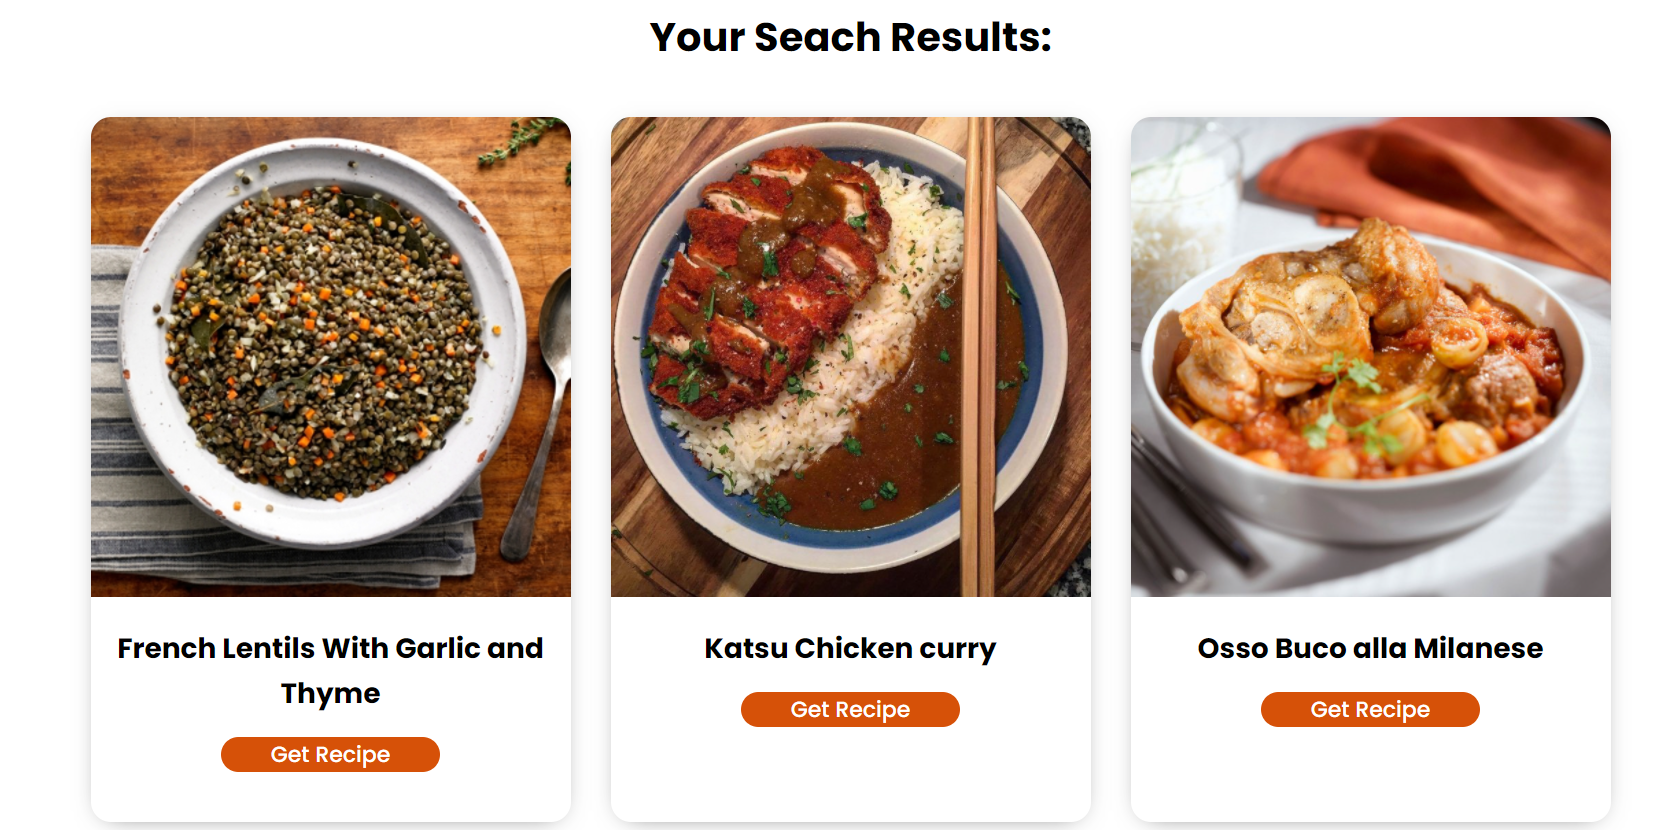 Your Seach Results:
French Lentils With Garlic and
Thyme
Get Recipe
Katsu Chicken curry
Get Recipe
Osso Buco alla Milanese
Get Recipe